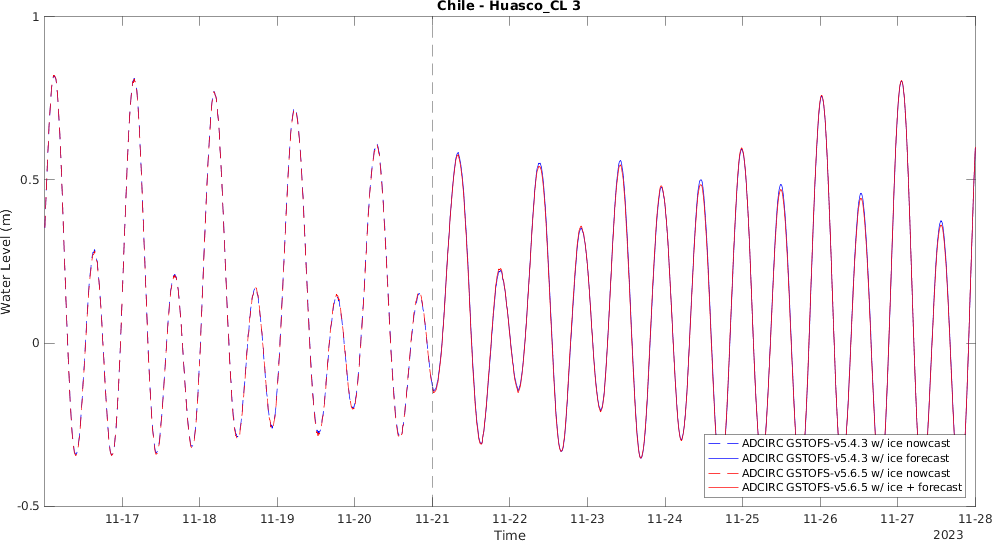 Chile - Huasco_CL 3
1
0.5
0
-0.5
Water Level (m)
ADCIRC GSTOFS-v5.4.3 w/ ice nowcast
ADCIRC GSTOFS-v5.4.3 w/ ice forecast
ADCIRC GSTOFS-v5.6.5 w/ ice nowcast
ADCIRC GSTOFS-v5.6.5 w/ ice + forecast
11-17 11-18 11-19 11-20 11-21 11-22 11-23 11-24 11-25 11-26 11-27 11-28
Time
2023